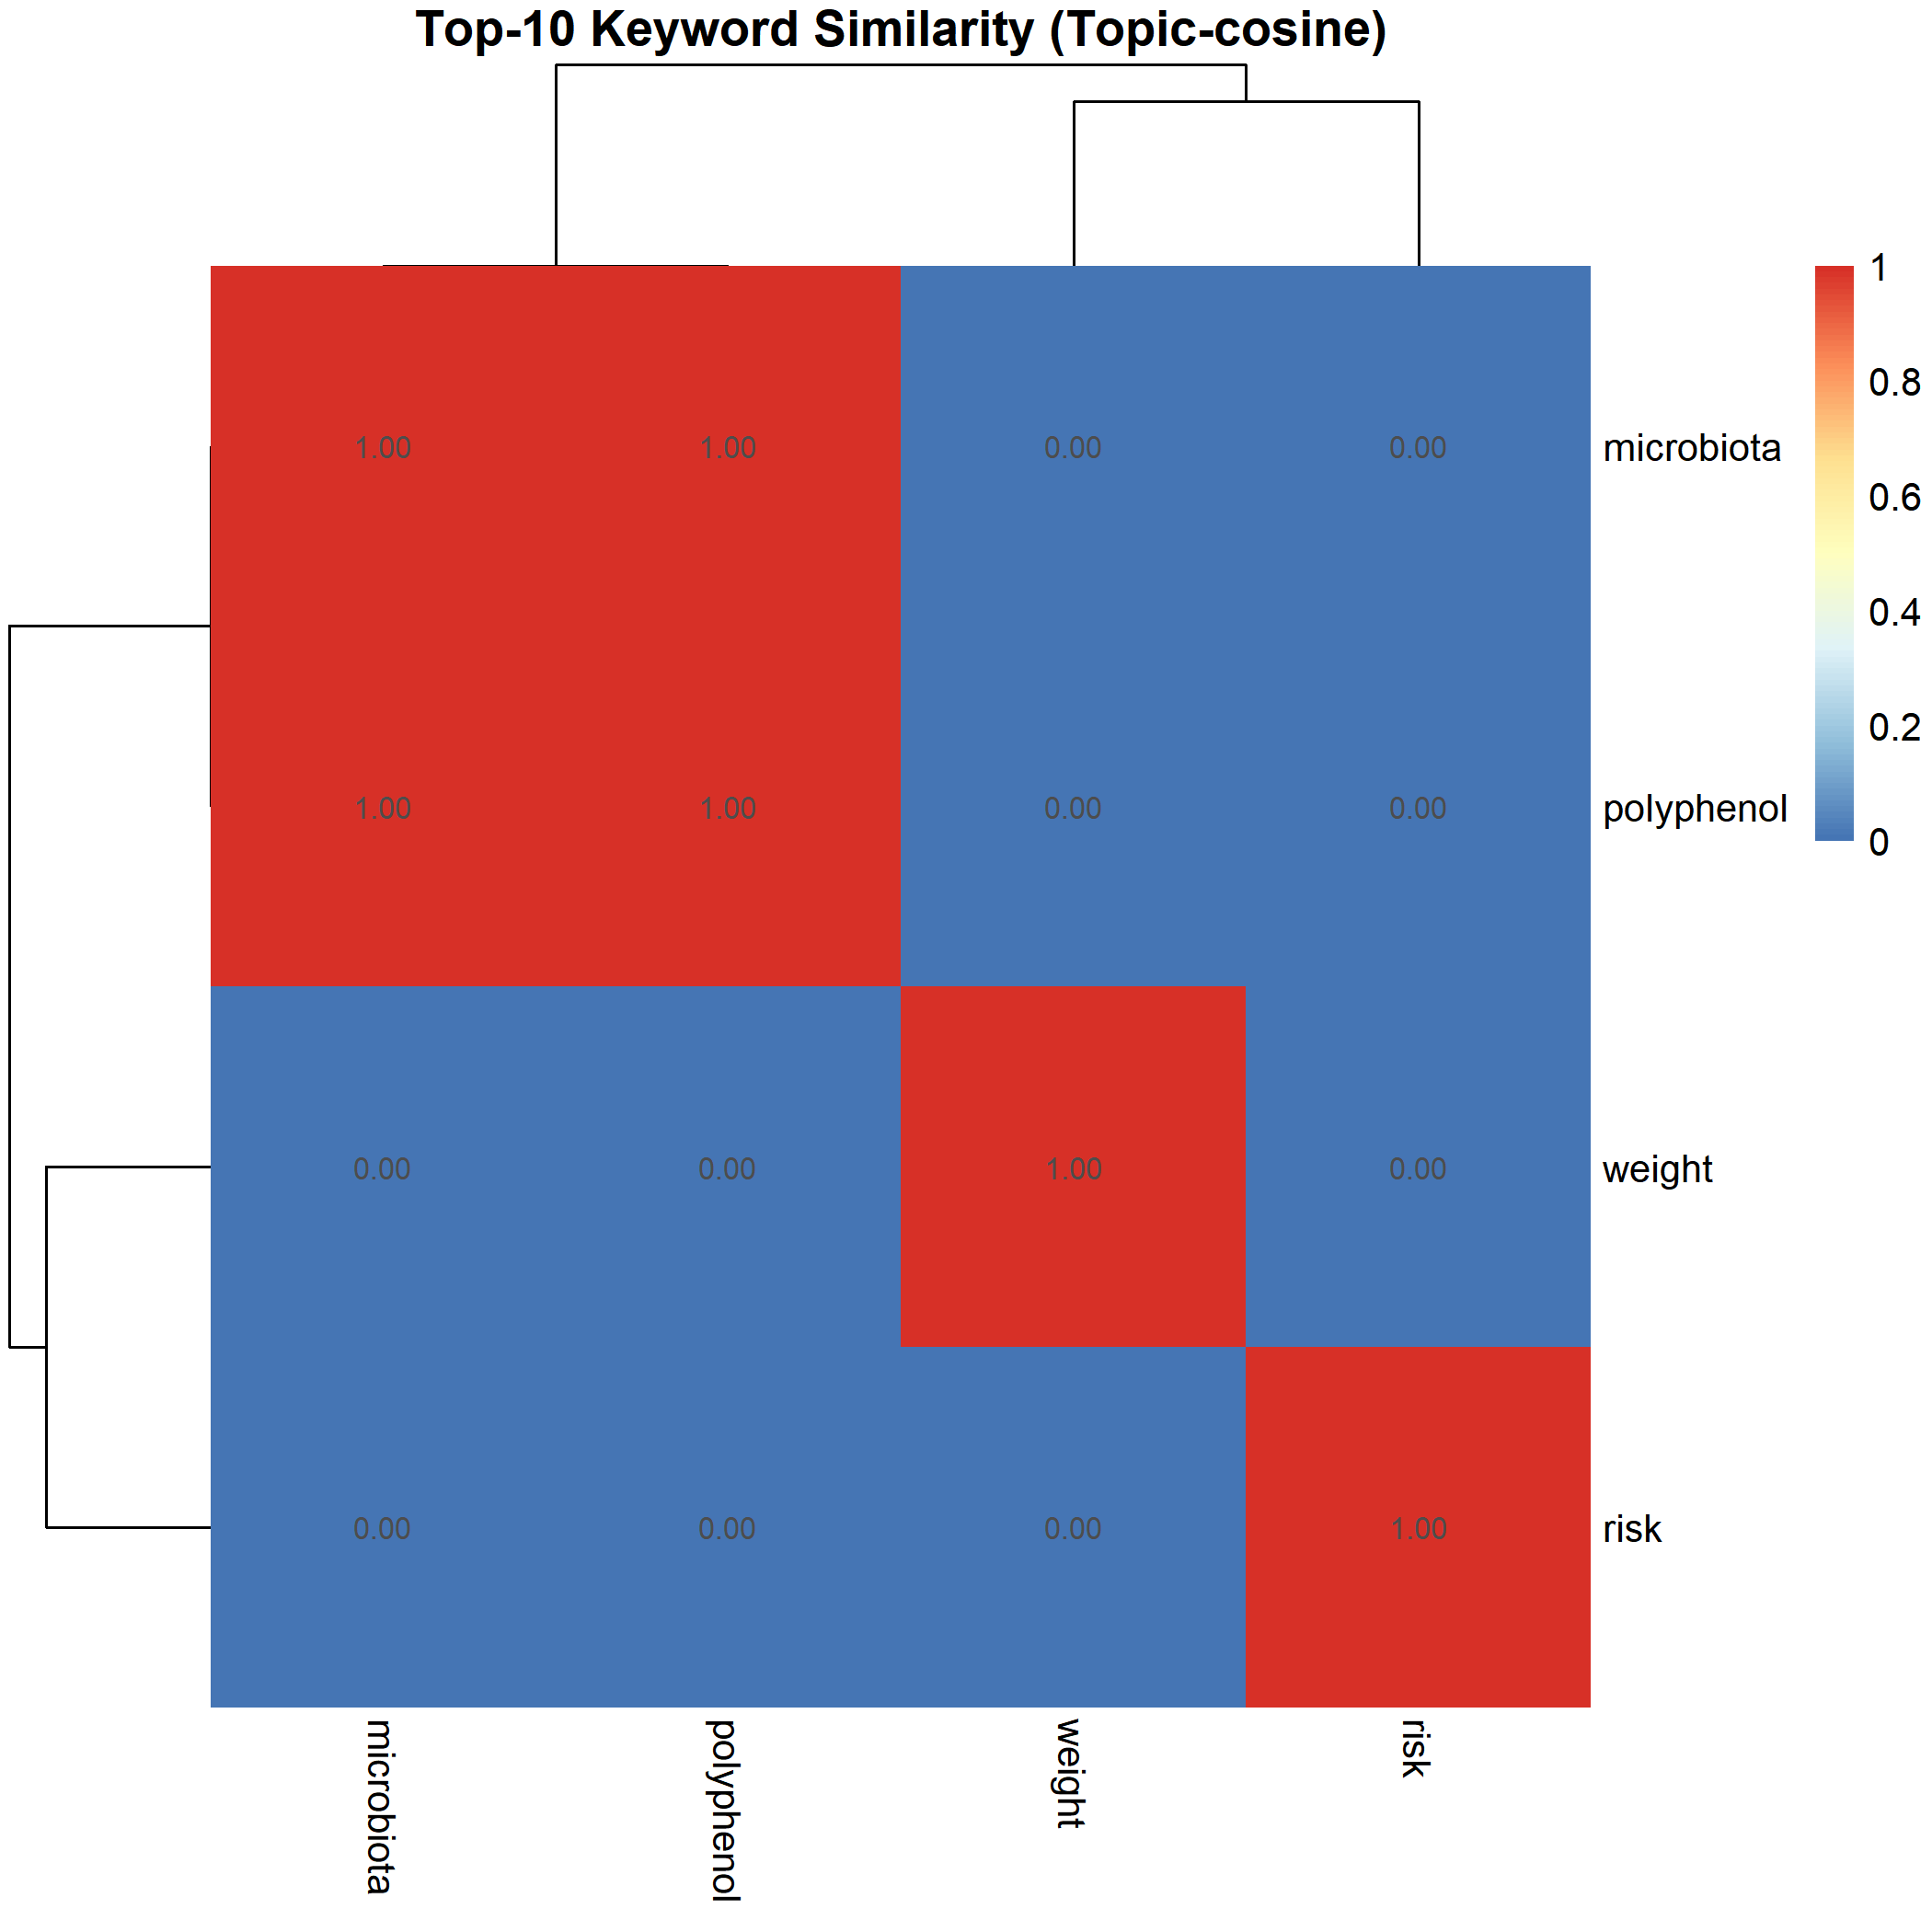 Top-10 Keyword Similarity (Topic-cosine)
1
0.8
0.6
0.4
0.2
0
1.00 1.00 0.00 0.00 microbiota
1.00 1.00 0.00 0.00 polyphenol
0.00 0.00 1.00 0.00 weight
0.00 0.00 0.00 1.00 risk
microbiota
polyphenol
weight
risk